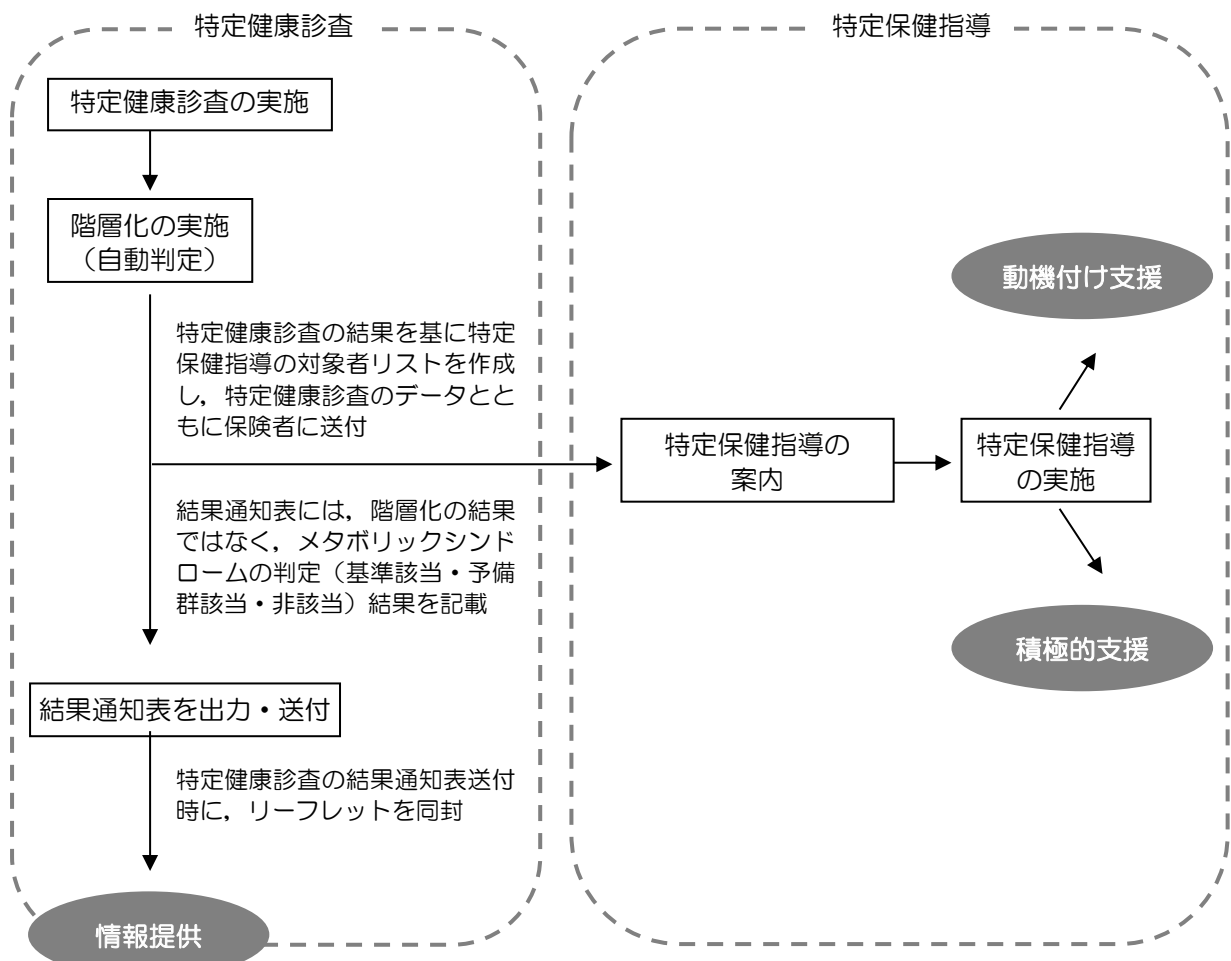 特定健康診査
特定健康診査の実施
階層化の実施
（自動判定）
特定健康診査の結果を基に特定
保健指導の対象者リストを作成
し，特定健康診査のデータとと
もに保険者に送付
結果通知表には，階層化の結果
ではなく，メタボリックシンド
ロームの判定（基準該当・予備
群該当・非該当）結果を記載
結果通知表を出力・送付
特定健康診査の結果通知表送付
時に，リーフレットを同封
情報提供
特定保健指導
特定保健指導の
案内
特定保健指導
の実施
動機付け支援
積極的支援